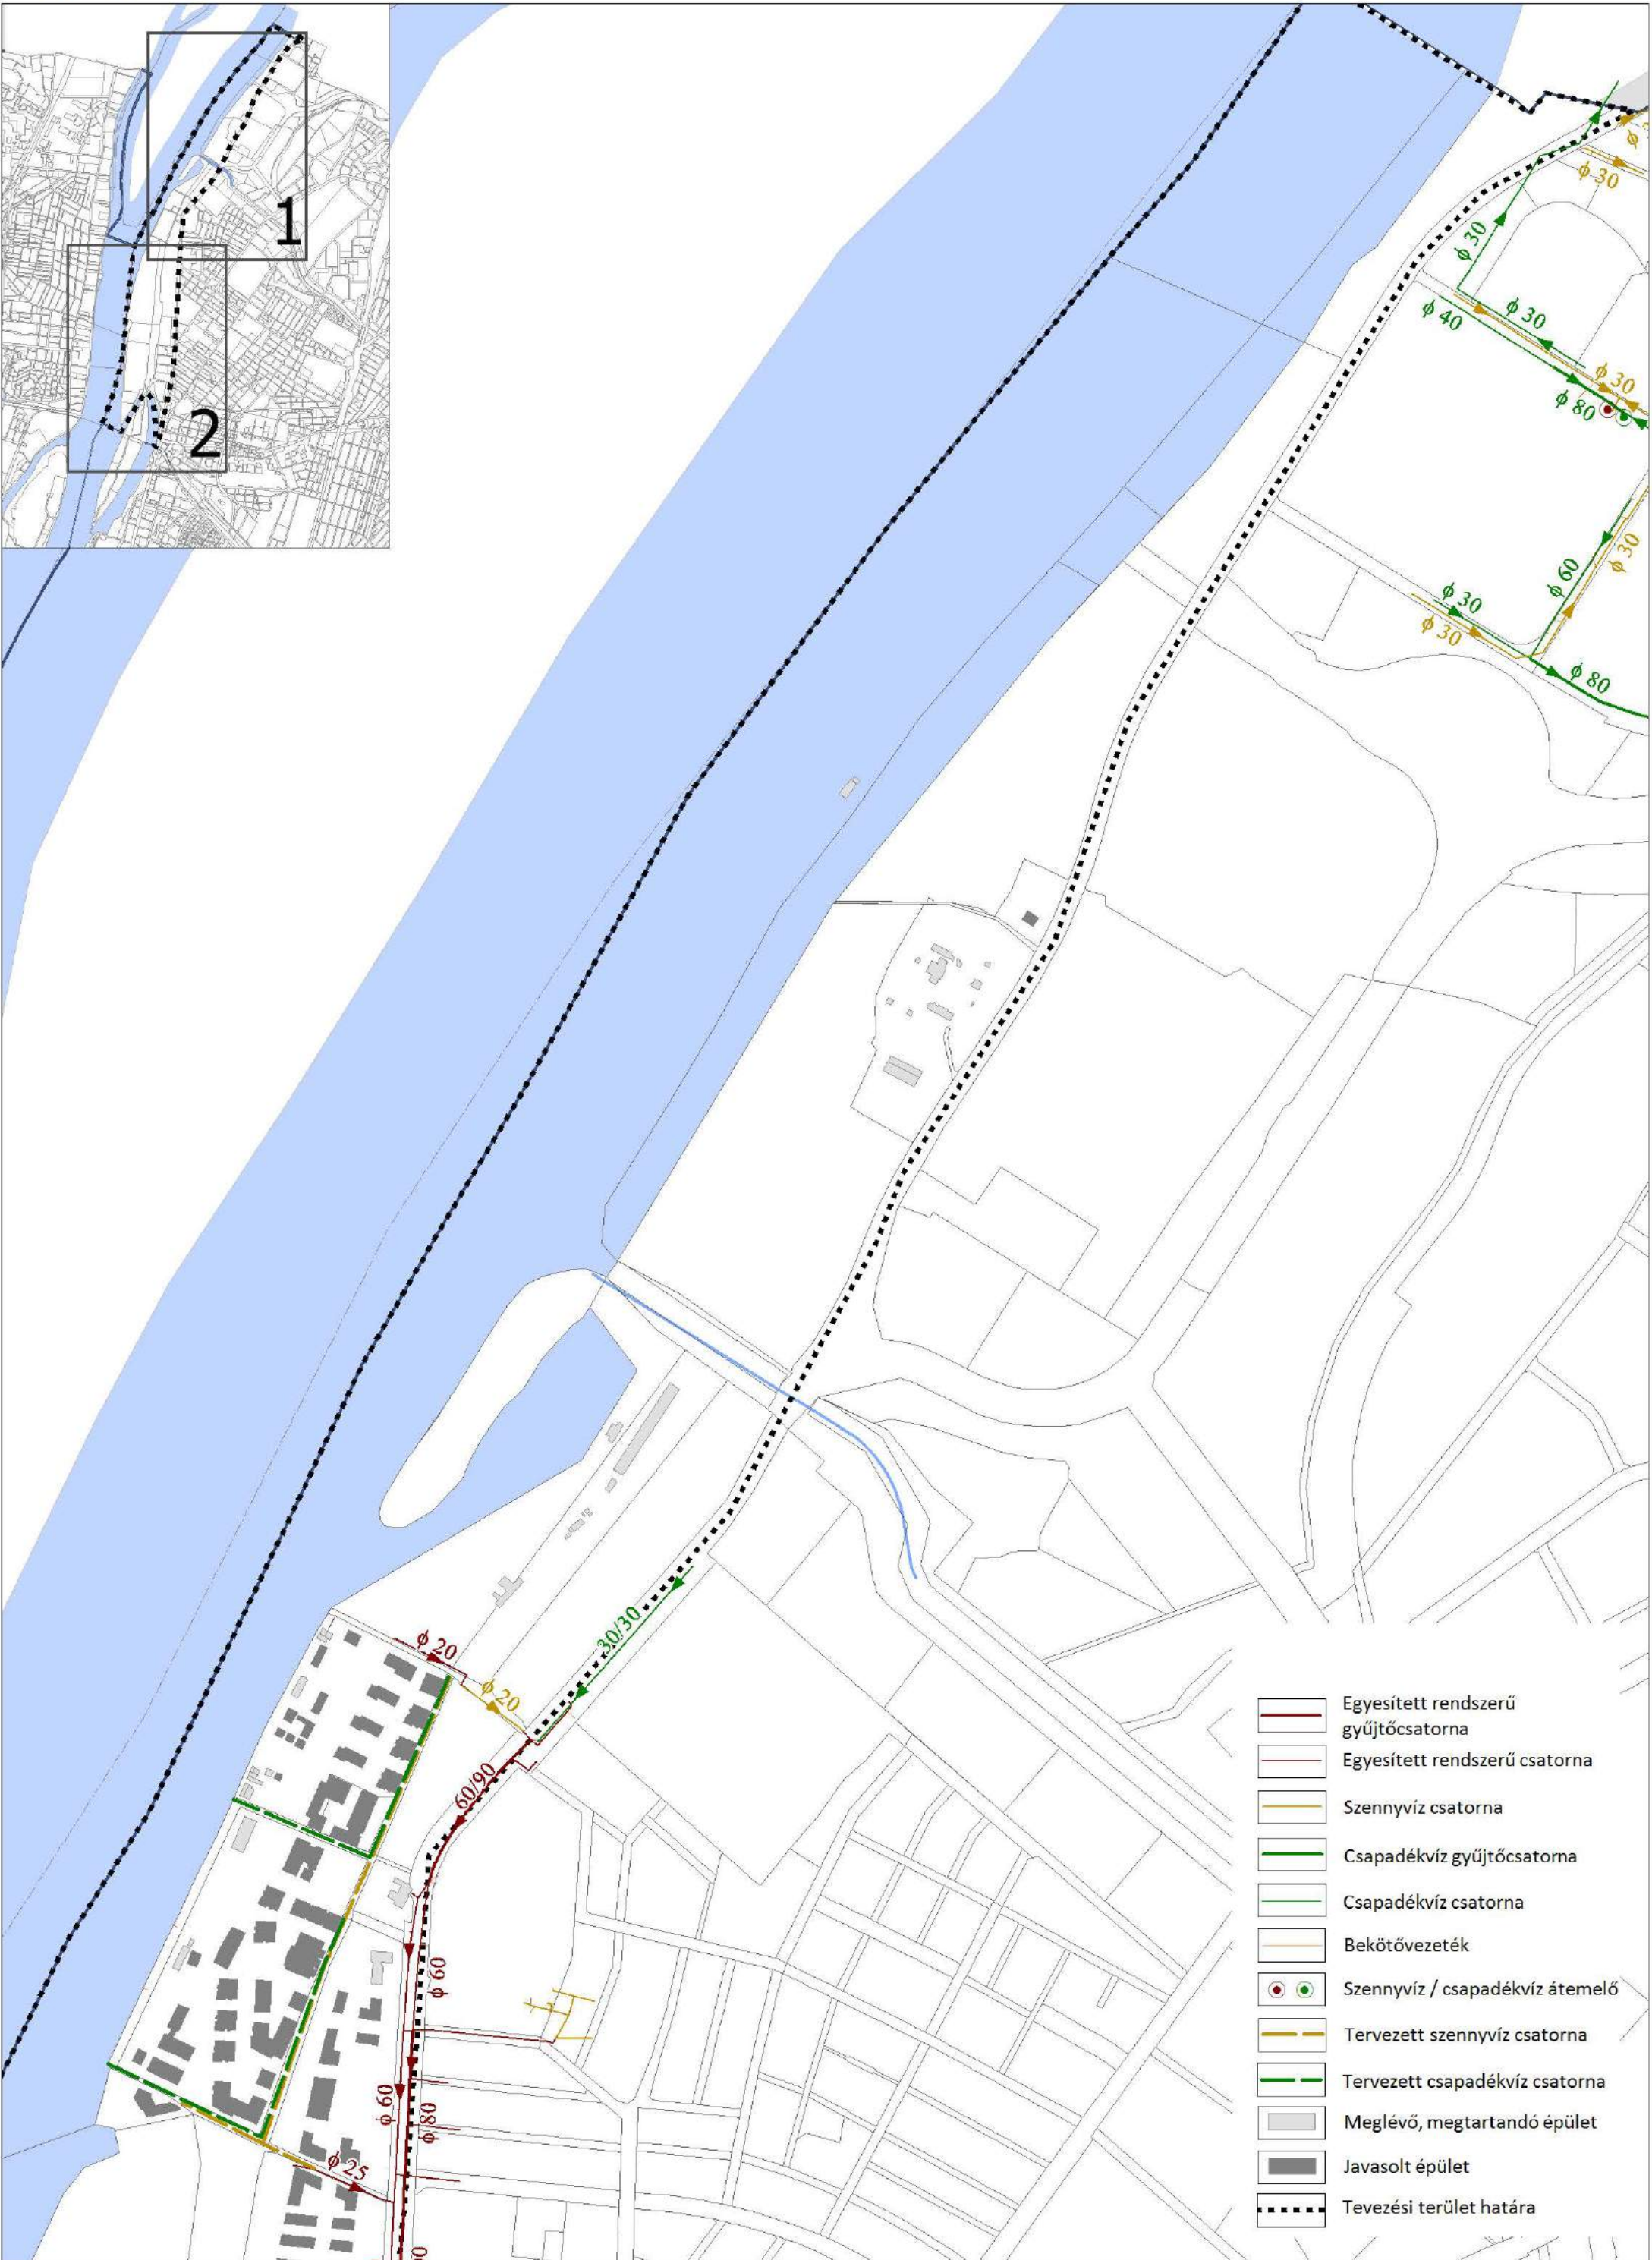 1
2
ϕ 30
ϕ 30
ϕ 40
ϕ 30
ϕ 30
ϕ 80
ϕ 30
ϕ 60
ϕ 30
ϕ 30
ϕ 80
30/30
ϕ 20
ϕ 20
60/90
ϕ 60
ϕ 60
ϕ 80
ϕ 25
Egyesített rendszerű
gyűjtőcsatorna
Egyesített rendszerű csatorna
Szennyvíz csatorna
Csapadékvíz gyűjtőcsatorna
Csapadékvíz csatorna
Bekötővezeték
Szennyvíz / csapadékvíz átemelő
Tervezett szennyvíz csatorna
Tervezett csapadékvíz csatorna
Meglévő, megtartandó épület
Javasolt épület
Tevezési terület határa